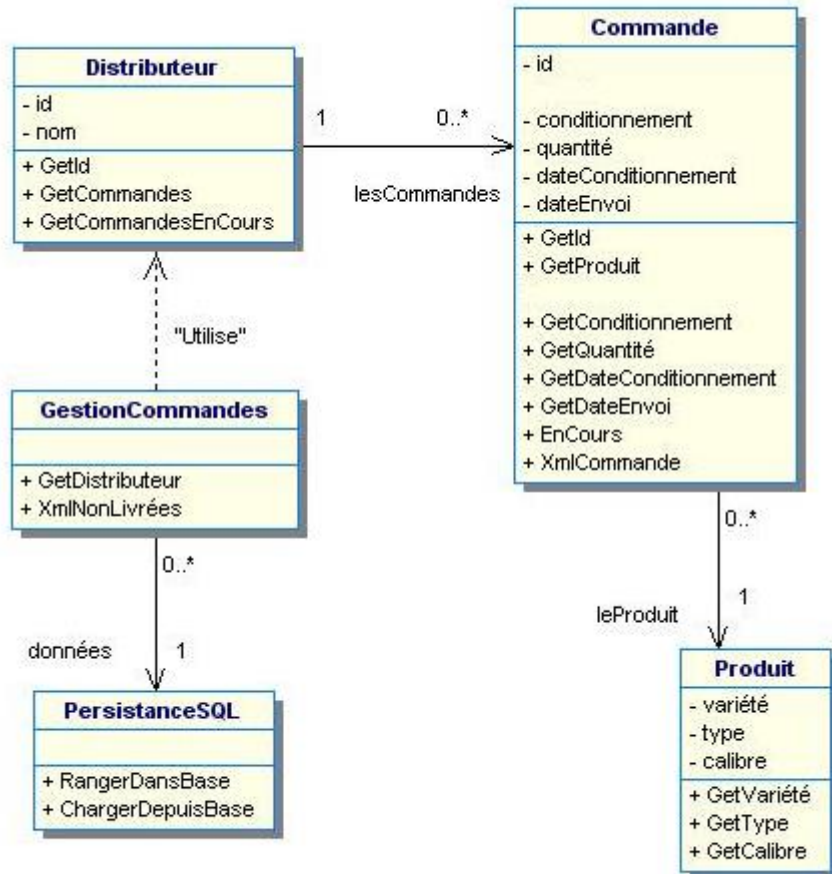 Distributeur
- id
- nom
+ GetId
+ GetCommandes
+ GetCommandesEnCours
1
0..*
lesCommandes
Commande
- id
- conditionnement
- quantité
- dateConditionnement
- dateEnvoi
+ GetId
+ GetProduit
+ GetConditionnement
+ GetQuantité
+ GetDateConditionnement
+ GetDateEnvoi
+ EnCours
+ XmlCommande
"Utilise"
GestionCommandes
+ GetDistributeur
+ XmlNonLivrées
0..*
données
1
PersistanceSQL
+ RangerDansBase
+ ChargerDepuisBase
0..*
leProduit
1
Produit
- variété
- type
- calibre
+ GetVariété
+ GetType
+ GetCalibre